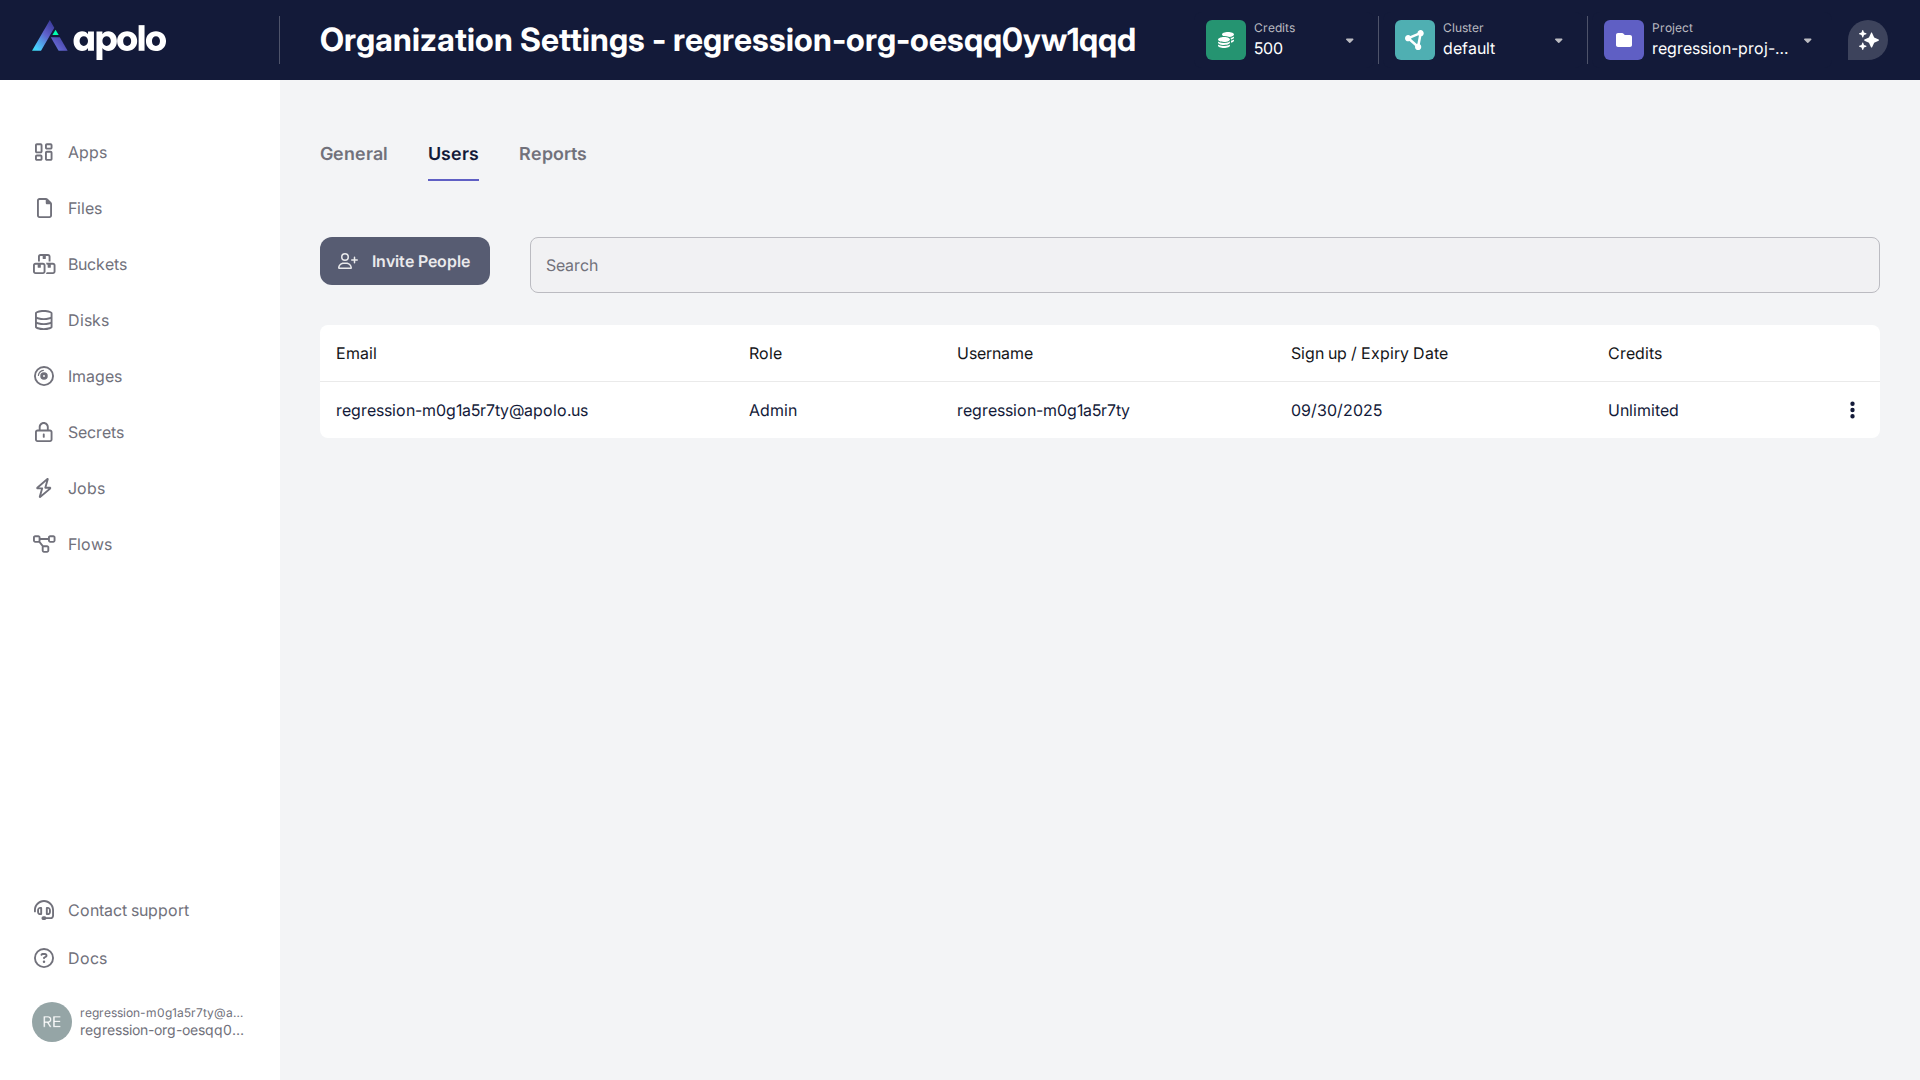 apolo
Organization Settings - regression-org-oesqq0yw1qqd
Credits
500
Cluster
default
Project
regression-proj-...
Apps
Files
Buckets
Disks
Images
Secrets
Jobs
Flows
Contact support
Docs
RE
regression-m0g1a5r7ty@a...
regression-org-oesqq0...
General
Users
Reports
Invite People
Search
Email
Role
Username
Sign up / Expiry Date
Credits
regression-m0g1a5r7ty@apolo.us
Admin
regression-m0g1a5r7ty
09/30/2025
Unlimited